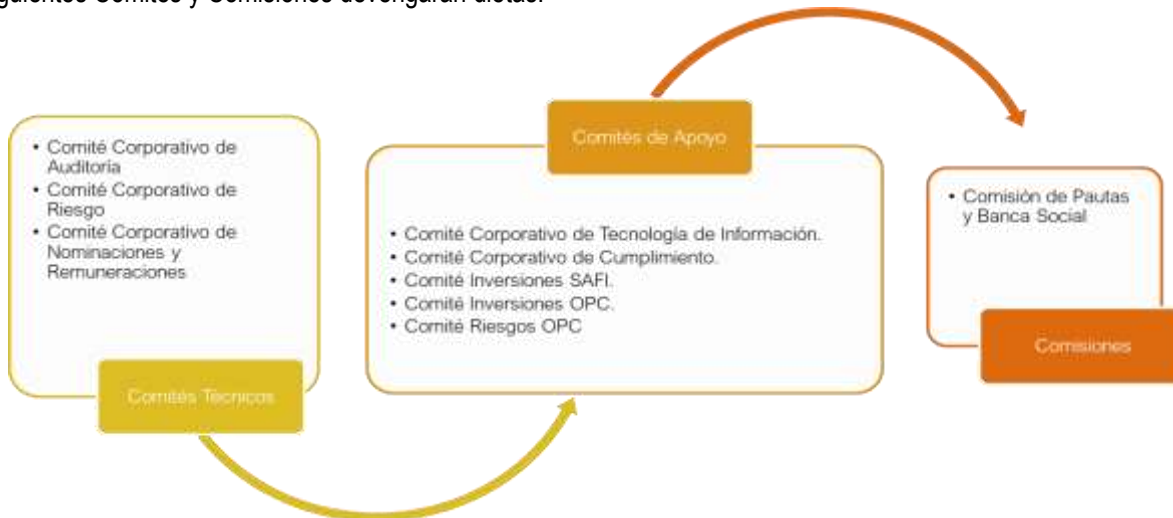 siguientes Comités y Comisiones devengarán dietas:
• Comité Corporativo de
Auditoría
• Comité Corporativo de
Riesgo
• Comité Corporativo de
Nominaciones y
Remuneraciones
Comités Técnicos
Comités de Apoyo
• Comité Corporativo de Tecnología de Información.
• Comité Corporativo de Cumplimiento.
• Comité Inversiones SAFI.
• Comité Inversiones OPC.
• Comité Riesgos OPC
• Comisión de Pautas
y Banca Social
Comisiones